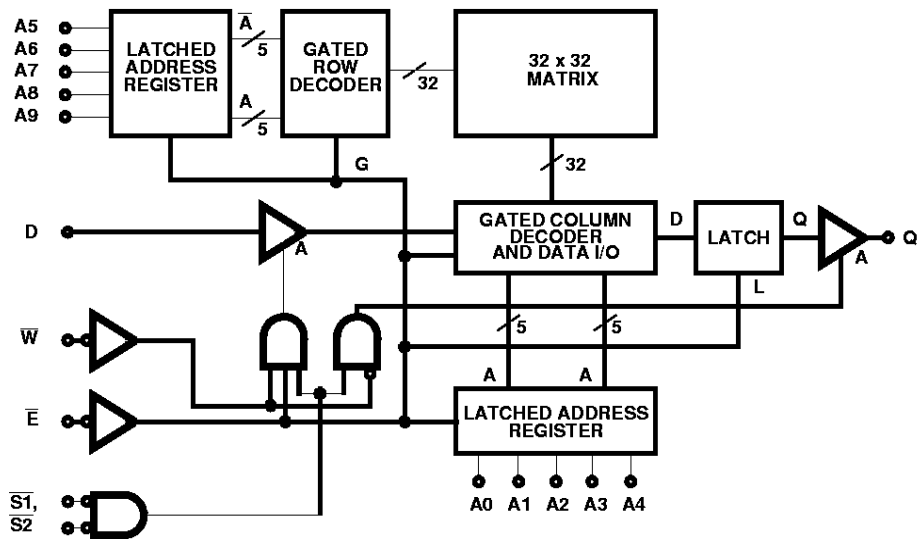 A5
A6
A7
A8
A9
LATCHED
ADDRESS
REGISTER
A
5
A
5
GATED
ROW
DECODER
32
32 x 32
MATRIX
G
32
D
A
GATED COLUMN
DECODER
AND DATA I/O
D
LATCH
Q
A
Q
L
W
5
5
A
A
E
LATCHED ADDRESS
REGISTER
S1,
S2
A0 A1 A2 A3 A4